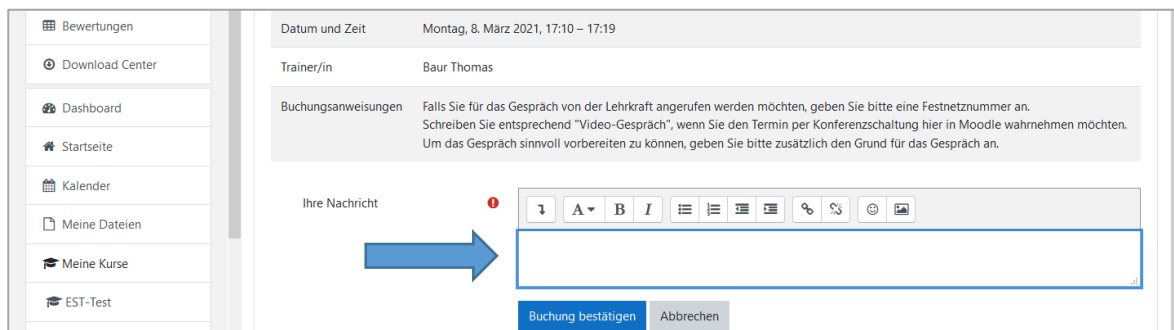 Bewertungen
Download Center
Dashboard
Startseite
Kalender
Meine Dateien
Meine Kurse
EST-Test
Datum und Zeit Montag, 8. März 2021, 17:10 – 17:19
Trainer/in Baur Thomas
Buchungsanweisungen Falls Sie für das Gespräch von der Lehrkraft angerufen werden möchten, geben Sie bitte eine Festnetznummer an.
Schreiben Sie entsprechend "Video-Gespräch", wenn Sie den Termin per Konferenzschaltung hier in Moodle wahrnehmen möchten.
Um das Gespräch sinnvoll vorbereiten zu können, geben Sie bitte zusätzlich den Grund für das Gespräch an.
Ihre Nachricht
A B I
Buchung bestätigen Abbrechen